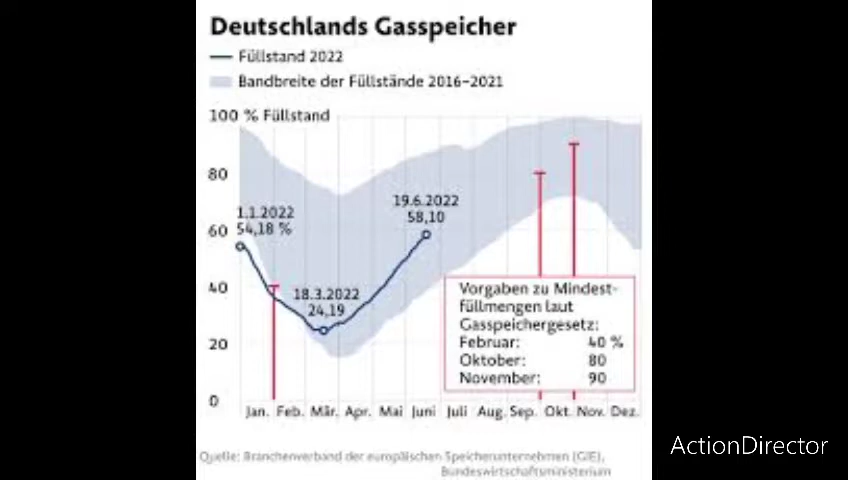 Deutschlands Gasspeicher
Füllstand 2022
Bandbreite der Füllstände 2016–2021
100 % Füllstand
80
60
40
20
0
1.1.2022
54,18 %
18.3.2022
24,19
19.6.2022
58,10
Vorgaben zu Mindest-
füllmengen laut
Gasspeichergesetz:
Februar: 40 %
Oktober: 80
November: 90
Jan. Feb. Mär. Apr. Mai Juni Juli Aug. Sep. Okt. Nov. Dez.
Quelle: Branchenverband der europäischen Speicherunternehmen (GIE),
Bundeswirtschaftsministerium
ActionDirector